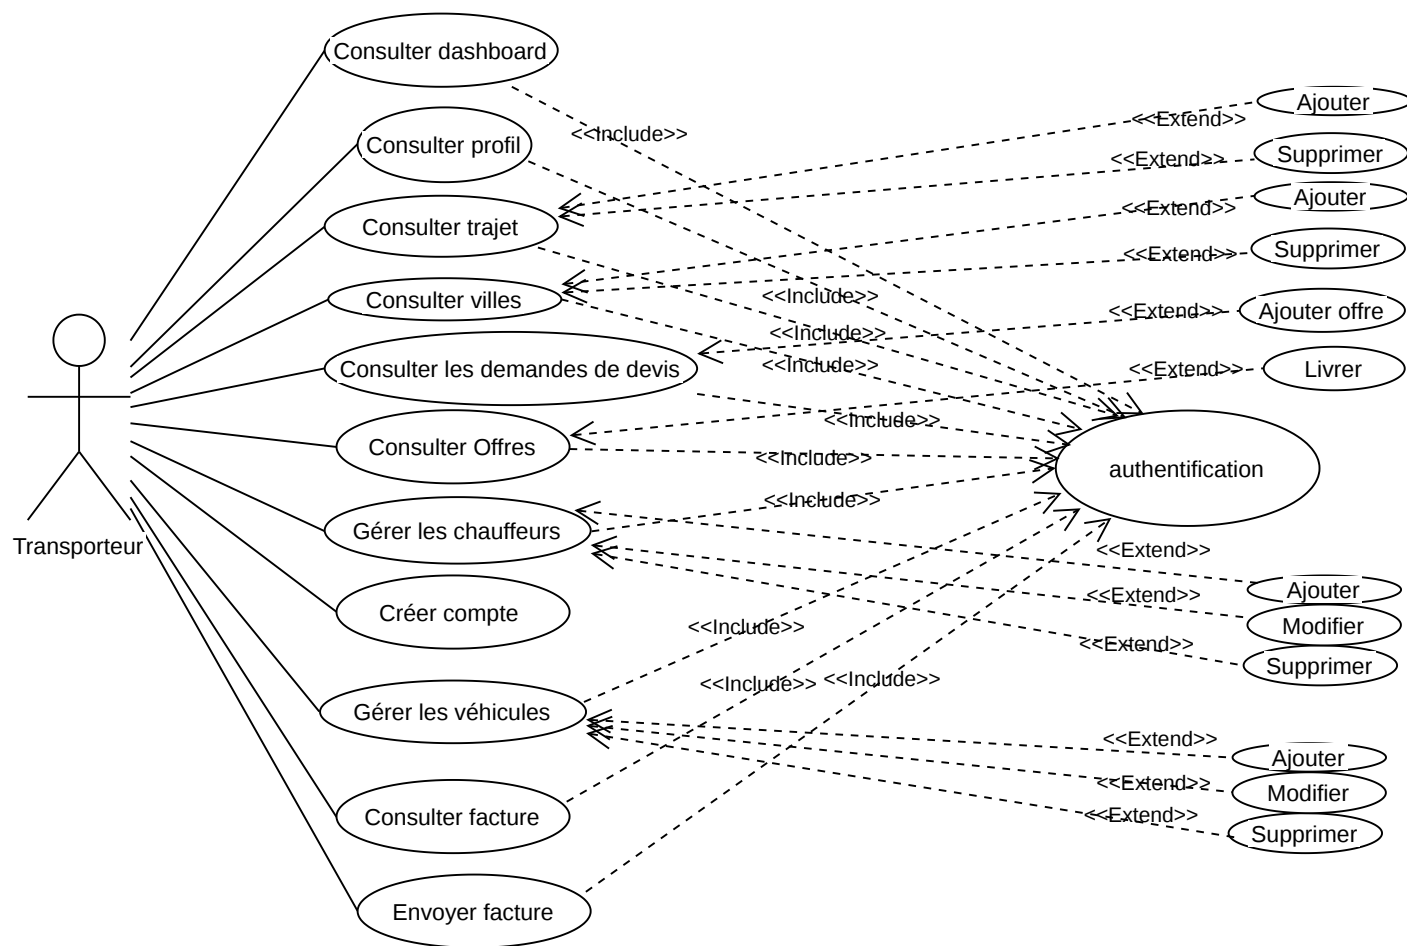 Consulter dashboard
Ajouter
<<Extend>>
<<Include>>
Consulter profil
Supprimer
<<Extend>>
Ajouter
<<Extend>>
Consulter trajet
Supprimer
<<Extend>>
Consulter villes
<<Include>>
<<Extend>>
Ajouter offre
<<Include>>
<<Include>>
Consulter les demandes de devis
<<Extend>>
Livrer
<<Include>>
Consulter Offres
<<Include>>
authentification
<<Include>>
Gérer les chauffeurs
Transporteur
<<Extend>>
Ajouter
<<Extend>>
Créer compte
Modifier
<<Include>>
<<Extend>>
Supprimer
<<Include>>
<<Include>>
Gérer les véhicules
<<Extend>>
Ajouter
<<Extend>>
Modifier
Consulter facture
<<Extend>>
Supprimer
Envoyer facture